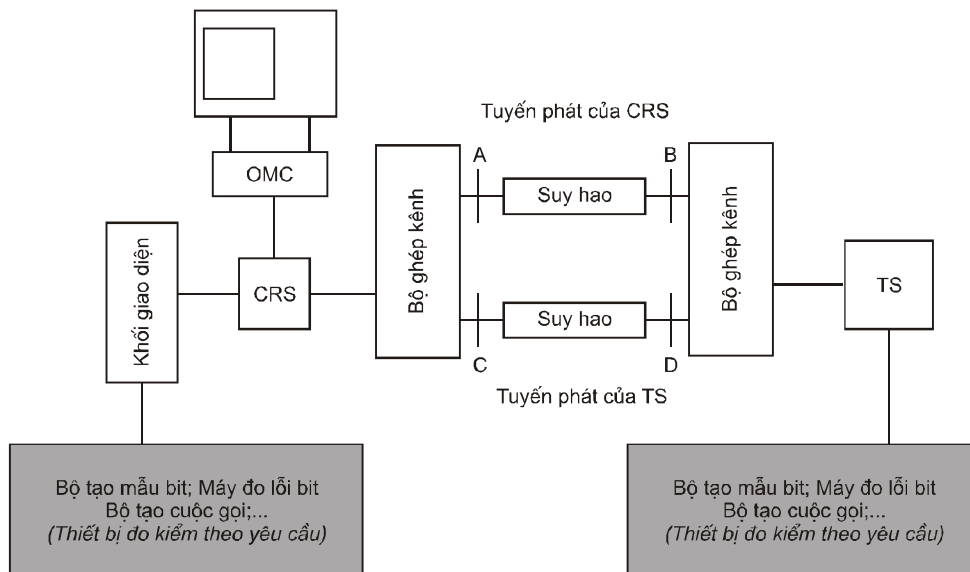 Tuyến phát của CRS
OMC
A
B
Suy hao
Bộ ghép kênh
Bộ ghép kênh
Khối giao diện
CRS
TS
Suy hao
C
D
Tuyến phát của TS
Bộ tạo mẫu bit; Máy đo lỗi bit
Bộ tạo cuộc gọi;...
(Thiết bị đo kiểm theo yêu cầu)
Bộ tạo mẫu bit; Máy đo lỗi bit
Bộ tạo cuộc gọi;...
(Thiết bị đo kiểm theo yêu cầu)